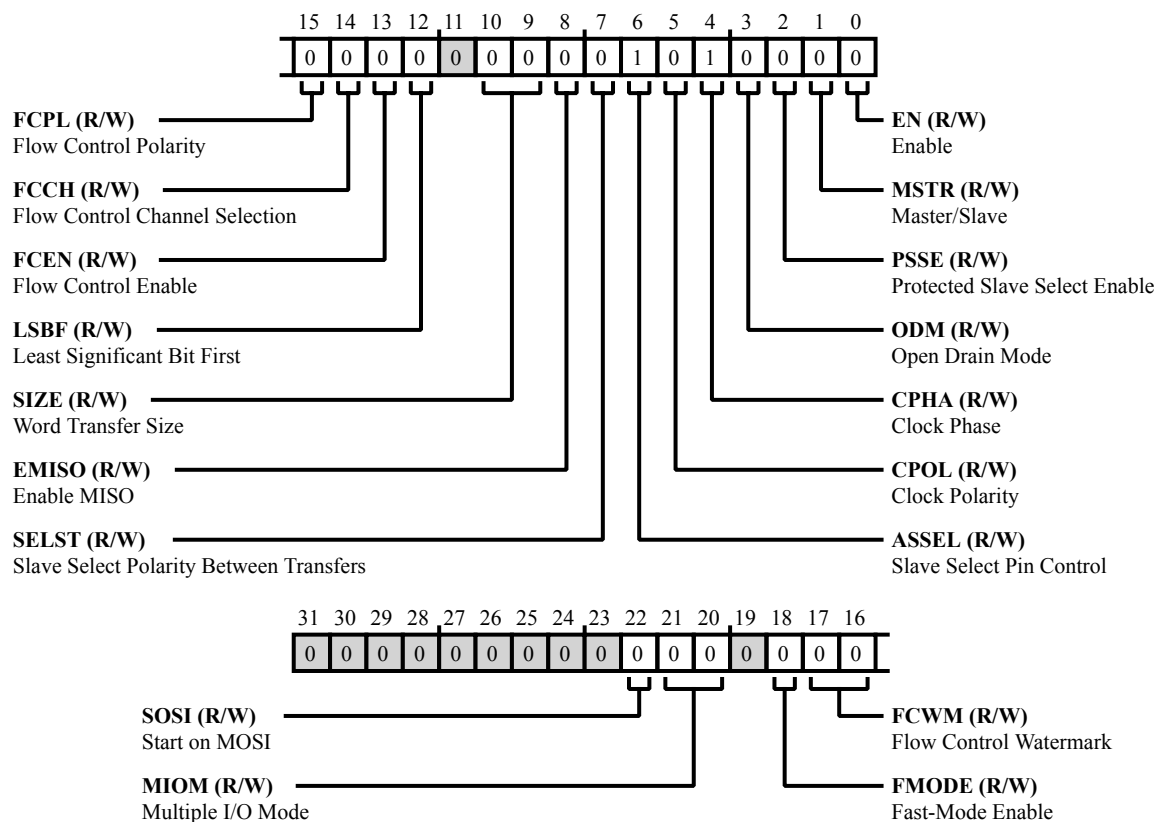 15 14 13 12 11 10 9 8 7 6 5 4 3 2 1 0
0 0 0 0 0 0 0 0 0 1 0 1 0 0 0 0
FCPL (R/W)
Flow Control Polarity
FCCH (R/W)
Flow Control Channel Selection
FCEN (R/W)
Flow Control Enable
LSBF (R/W)
Least Significant Bit First
SIZE (R/W)
Word Transfer Size
EMISO (R/W)
Enable MISO
SELST (R/W)
Slave Select Polarity Between Transfers
EN (R/W)
Enable
MSTR (R/W)
Master/Slave
PSSE (R/W)
Protected Slave Select Enable
ODM (R/W)
Open Drain Mode
CPHA (R/W)
Clock Phase
CPOL (R/W)
Clock Polarity
ASSEL (R/W)
Slave Select Pin Control
31 30 29 28 27 26 25 24 23 22 21 20 19 18 17 16
0 0 0 0 0 0 0 0 0 0 0 0 0 0 0 0
SOSI (R/W)
Start on MOSI
MIOM (R/W)
Multiple I/O Mode
FCWM (R/W)
Flow Control Watermark
FMODE (R/W)
Fast-Mode Enable